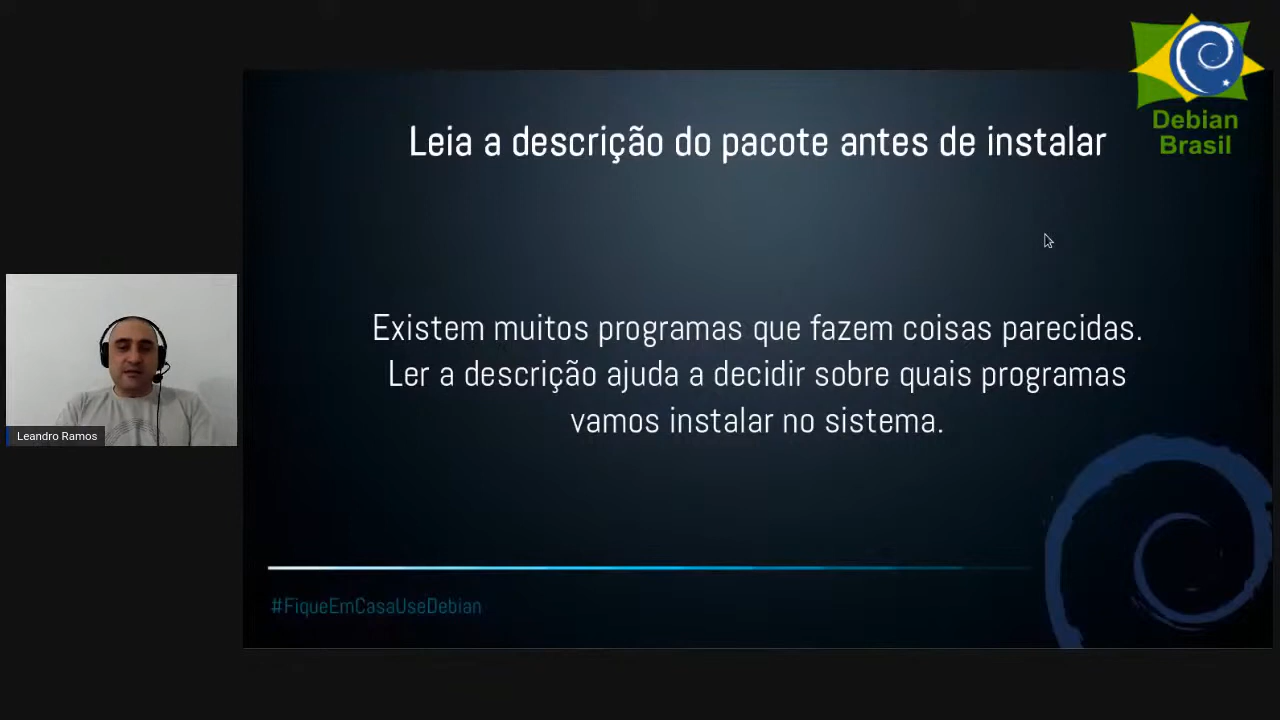 Debian
Brasil
Leia a descrição do pacote antes de instalar
Existem muitos programas que fazem coisas parecidas.
Ler a descrição ajuda a decidir sobre quais programas
vamos instalar no sistema.
Leandro Ramos
#FiqueEmCasaUseDebian